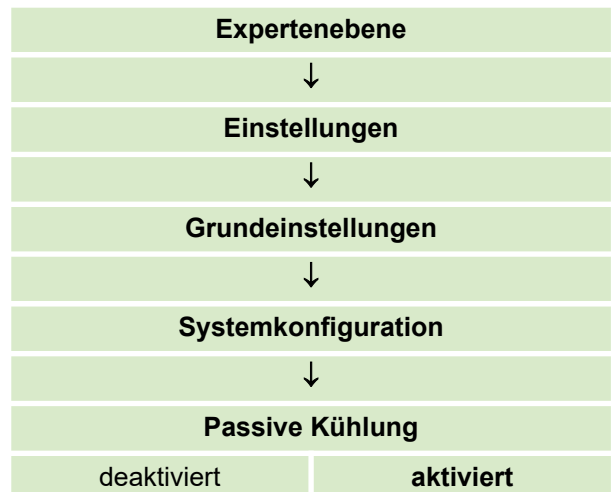 Expertenebene
↓
Einstellungen
↓
Grundeinstellungen
↓
Systemkonfiguration
↓
Passive Kühlung
deaktiviert aktiviert